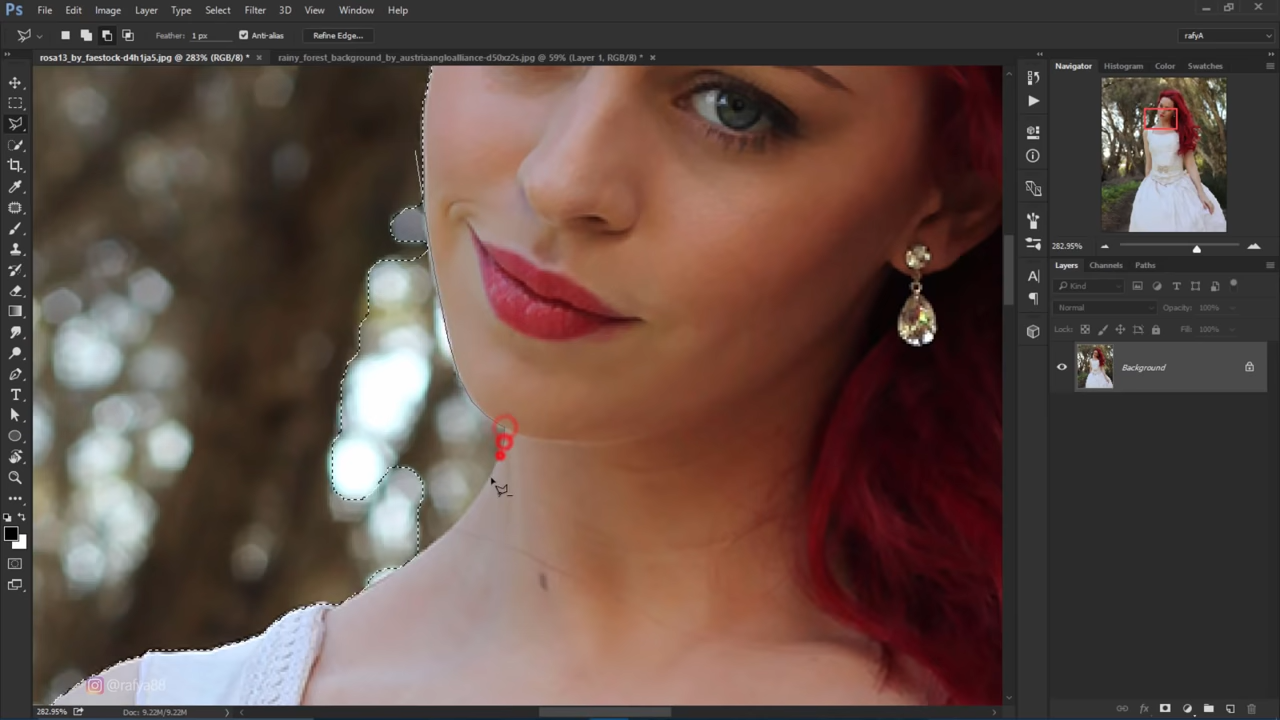 Ps File Edit Image Layer Type Select Filter 3D View Window Help
Feather: 1 px Anti-alias Refine Edge... rafyA
rosa13_by_faestock-d4h1ja5.jpg @ 283% (RGB/8) * × rainy_forest_background_by_austriaangloalliance-d50xz2s.jpg @ 59% (Layer 1, RGB/8) * ×
Navigator Histogram Color Swatches
282.95%
Layers Channels Paths
Kind
Normal Opacity: 100%
Lock: Fill: 100%
Background
@rafya88
282.95% Doc: 9.22M/9.22M